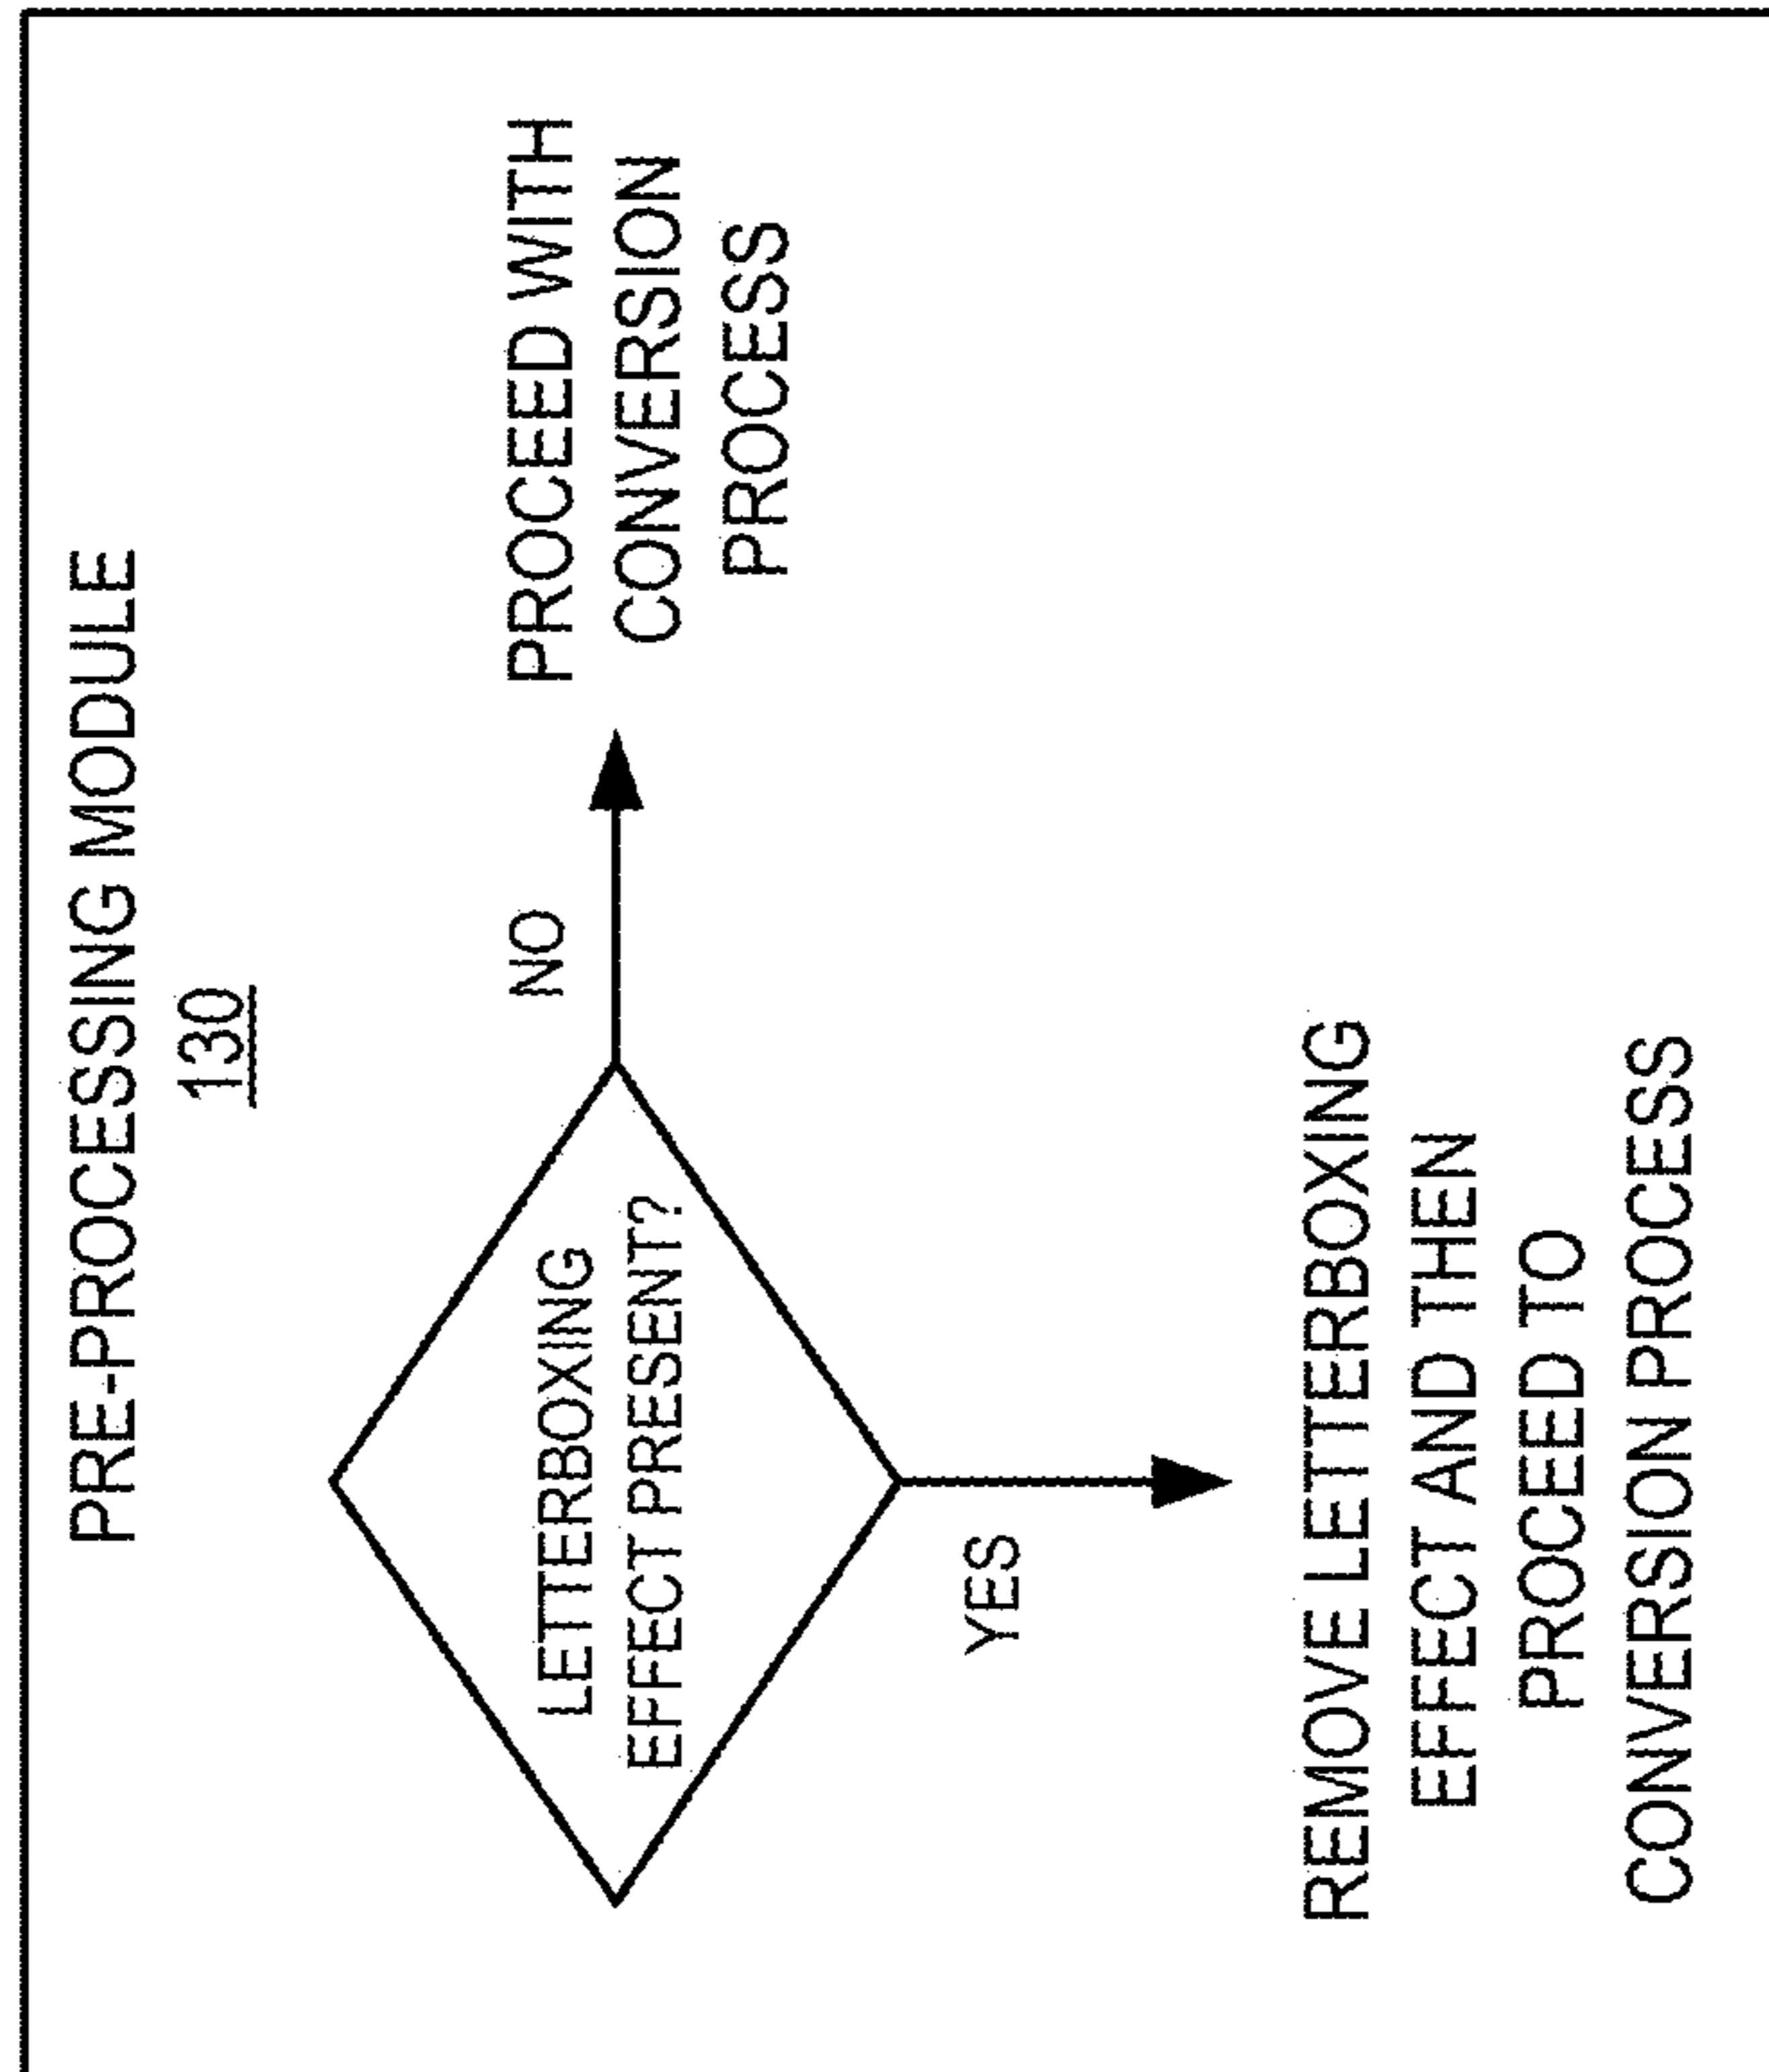 PRE-PROCESSING MODULE
130
LETTERBOXING
EFFECT PRESENT?
NO
PROCEED WITH
CONVERSION
PROCESS
YES
REMOVE LETTERBOXING
EFFECT AND THEN
PROCEED TO
CONVERSION PROCESS